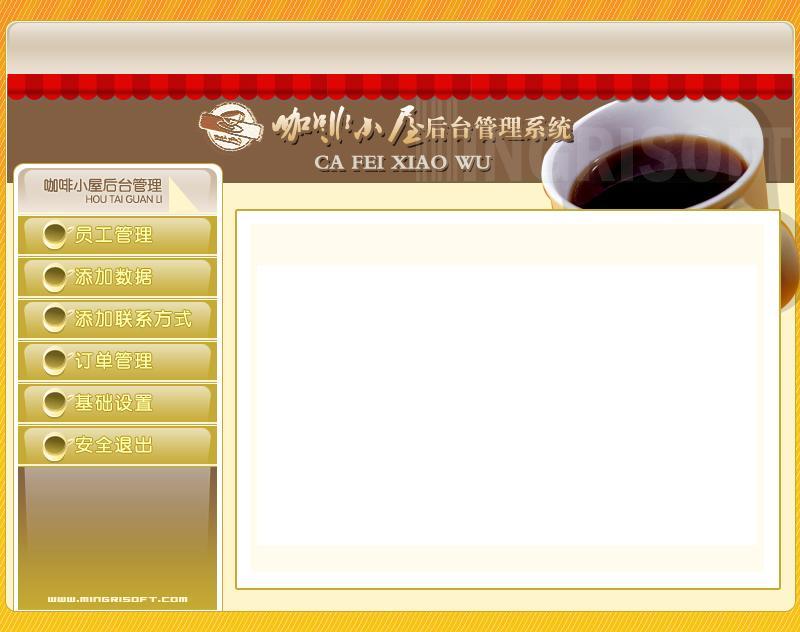 咖啡小屋后台管理系统
CA FEI XIAO WU
MINGRISOFT
咖啡小屋后台管理
HOU TAI GUAN LI
员工管理
添加数据
添加联系方式
订单管理
基础设置
安全退出
WWW.MINGRISOFT.COM